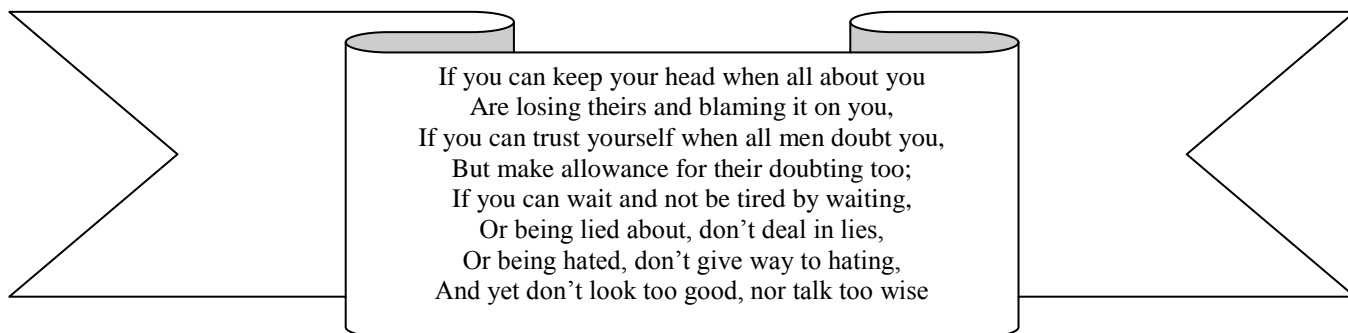 If you can keep your head when all about you
Are losing theirs and blaming it on you,
If you can trust yourself when all men doubt you,
But make allowance for their doubting too;
If you can wait and not be tired by waiting,
Or being lied about, don’t deal in lies,
Or being hated, don’t give way to hating,
And yet don’t look too good, nor talk too wise